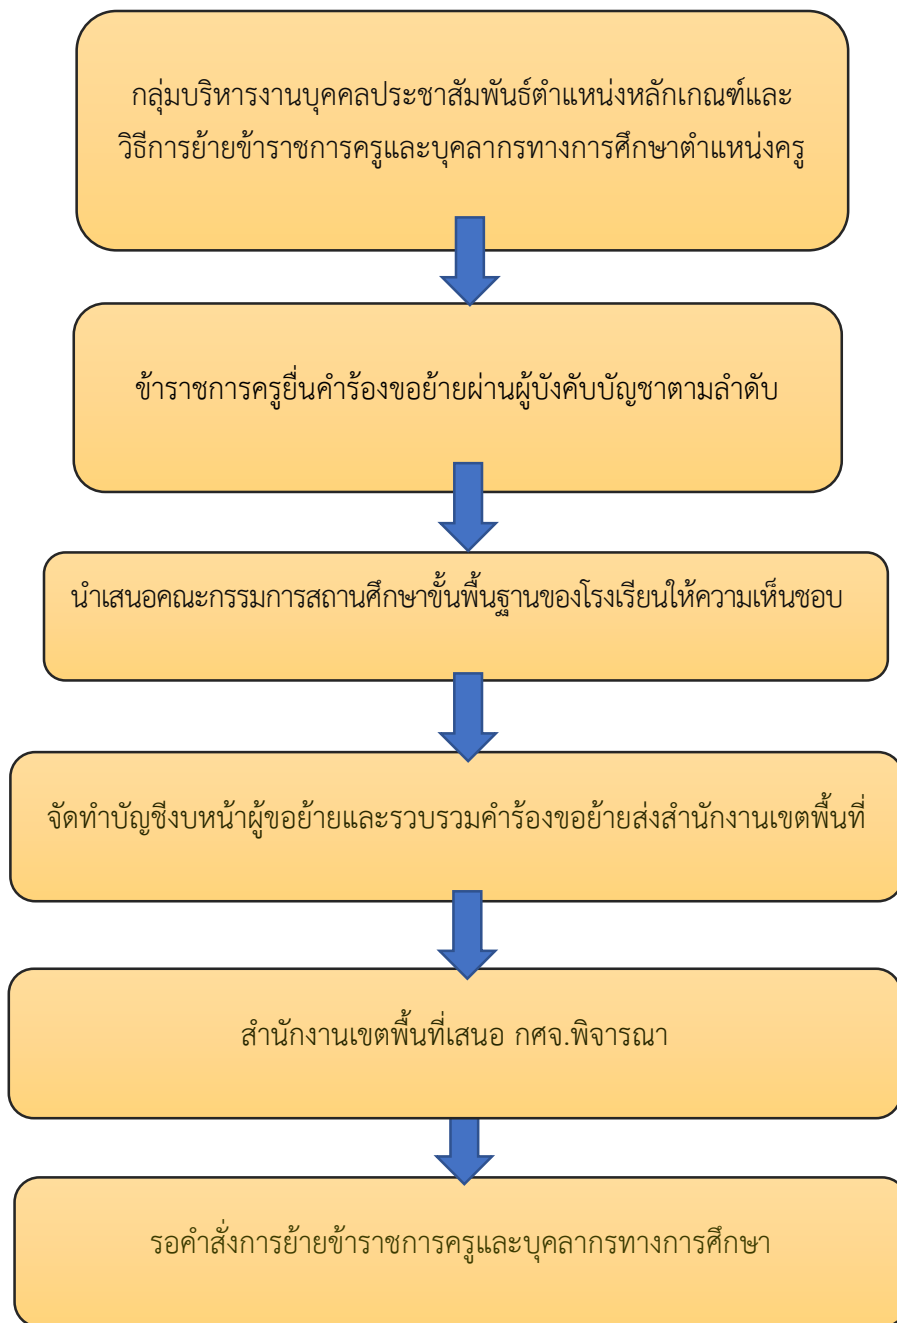 กลุ่มบริหารงานบุคคลประชาสัมพันธ์ตำแหน่งหลักเกณฑ์และ
วิธีการย้ายข้าราชการครูและบุคลากรทางการศึกษาตำแหน่งครู
ข้าราชการครูยื่นคำร้องขอย้ายผ่านผู้บังคับบัญชาตามลำดับ
นำเสนอคณะกรรมการสถานศึกษาขั้นพื้นฐานของโรงเรียนให้ความเห็นชอบ
จัดทำบัญชีงบหน้าผู้ขอย้ายและรวบรวมคำร้องขอย้ายส่งสำนักงานเขตพื้นที่
สำนักงานเขตพื้นที่เสนอ กศจ.พิจารณา
รอคำสั่งการย้ายข้าราชการครูและบุคลากรทางการศึกษา